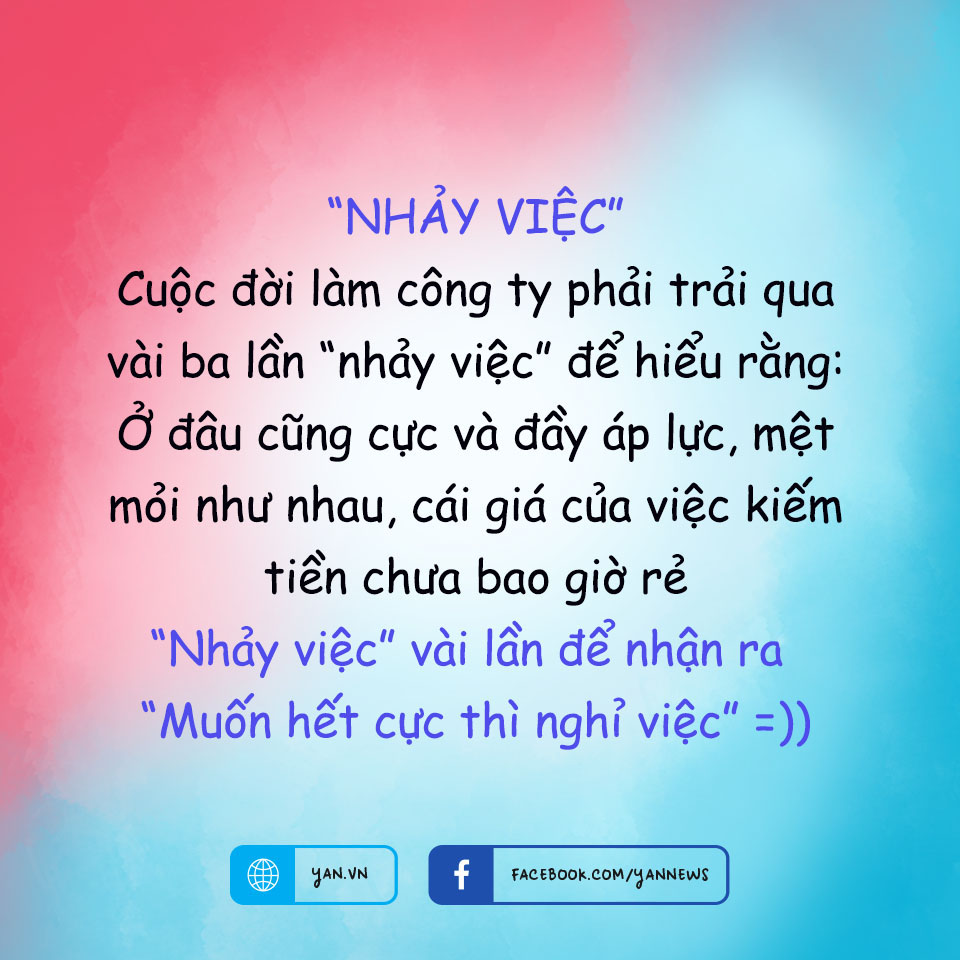 “NHẢY VIỆC”
Cuộc đời làm công ty phải trải qua
vài ba lần “nhảy việc” để hiểu rằng:
Ở đâu cũng cực và đầy áp lực, mệt
mỏi như nhau, cái giá của việc kiếm
tiền chưa bao giờ rẻ
“Nhảy việc” vài lần để nhận ra
“Muốn hết cực thì nghỉ việc” =))
YAN.VN
f FACEBOOK.COM/YANNEWS